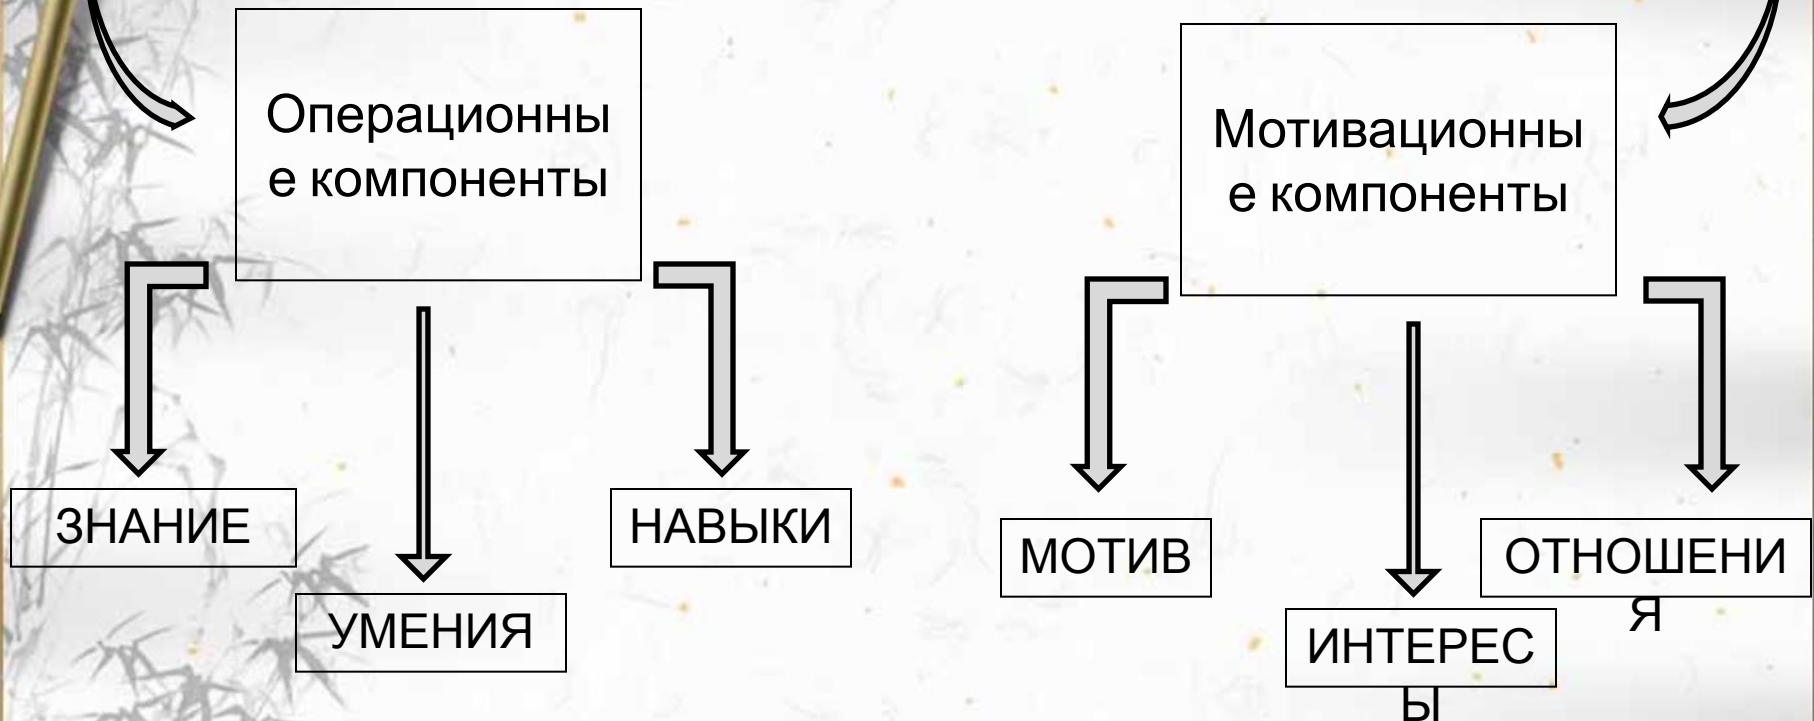 Операционны
е компоненты
Мотивационны
е компоненты
ЗНАНИЕ
УМЕНИЯ
НАВЫКИ
МОТИВ
ИНТЕРЕС
Ы
ОТНОШЕНИ
Я